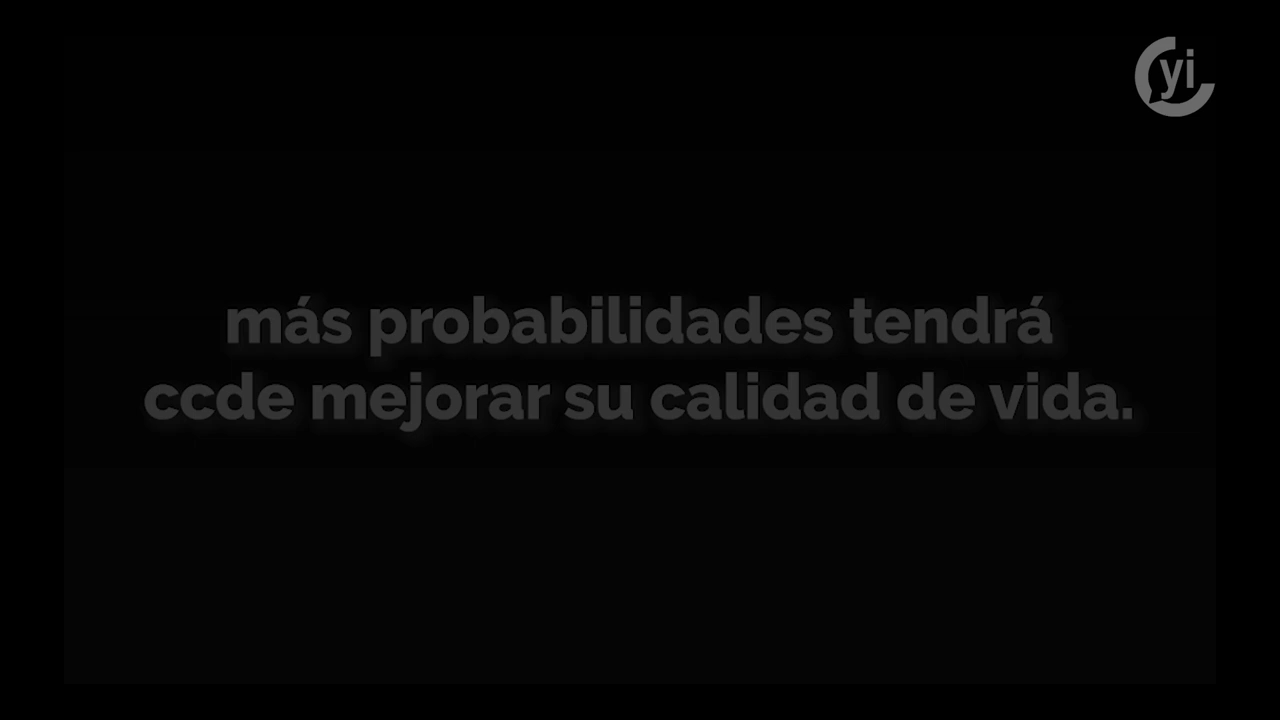 yi
más probabilidades tendrá
ccde mejorar su calidad de vida.